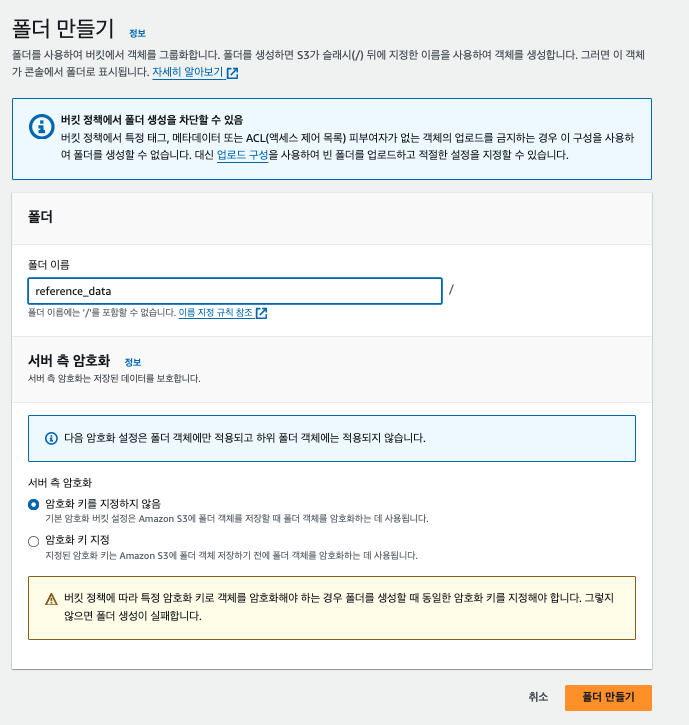 폴더 만들기 정보
폴더를 사용하여 버킷에서 객체를 그룹화합니다. 폴더를 생성하면 S3가 슬래시(/) 뒤에 지정한 이름을 사용하여 객체를 생성합니다. 그러면 이 객체
가 콘솔에서 폴더로 표시됩니다. 자세히 알아보기
버킷 정책에서 폴더 생성을 차단할 수 있음
버킷 정책에서 특정 태그, 메타데이터 또는 ACL(액세스 제어 목록) 피부여자가 없는 객체의 업로드를 금지하는 경우 이 구성을 사용하
여 폴더를 생성할 수 없습니다. 대신 업로드 구성을 사용하여 빈 폴더를 업로드하고 적절한 설정을 지정할 수 있습니다.
폴더
폴더 이름
reference_data /
폴더 이름에는 '/'를 포함할 수 없습니다. 이름 지정 규칙 참조
서버 측 암호화 정보
서버 측 암호화는 저장된 데이터를 보호합니다.
다음 암호화 설정은 폴더 객체에만 적용되고 하위 폴더 객체에는 적용되지 않습니다.
서버 측 암호화
암호화 키를 지정하지 않음
기본 암호화 버킷 설정은 Amazon S3에 폴더 객체를 저장할 때 폴더 객체를 암호화하는 데 사용됩니다.
암호화 키 지정
지정된 암호화 키는 Amazon S3에 폴더 객체 저장하기 전에 폴더 객체를 암호화하는 데 사용됩니다.
버킷 정책에 따라 특정 암호화 키로 객체를 암호화해야 하는 경우 폴더를 생성할 때 동일한 암호화 키를 지정해야 합니다. 그렇지
않으면 폴더 생성이 실패합니다.
취소 폴더 만들기